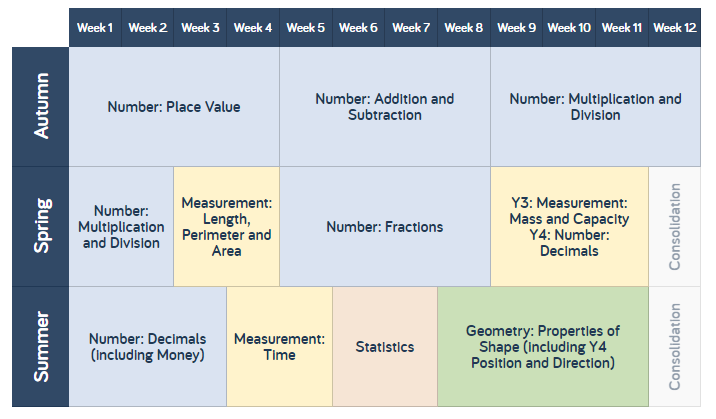 Week 1 Week 2 Week 3 Week 4 Week 5 Week 6 Week 7 Week 8 Week 9 Week 10 Week 11 Week 12
Autumn
Number: Place Value
Number: Addition and
Subtraction
Number: Multiplication and
Division
Spring
Number:
Multiplication
and Division
Measurement:
Length,
Perimeter and
Area
Number: Fractions
Y3: Measurement:
Mass and Capacity
Y4: Number:
Decimals
Consolidation
Summer
Number: Decimals
(including Money)
Measurement:
Time
Statistics
Geometry: Properties of
Shape (including Y4
Position and Direction)
Consolidation